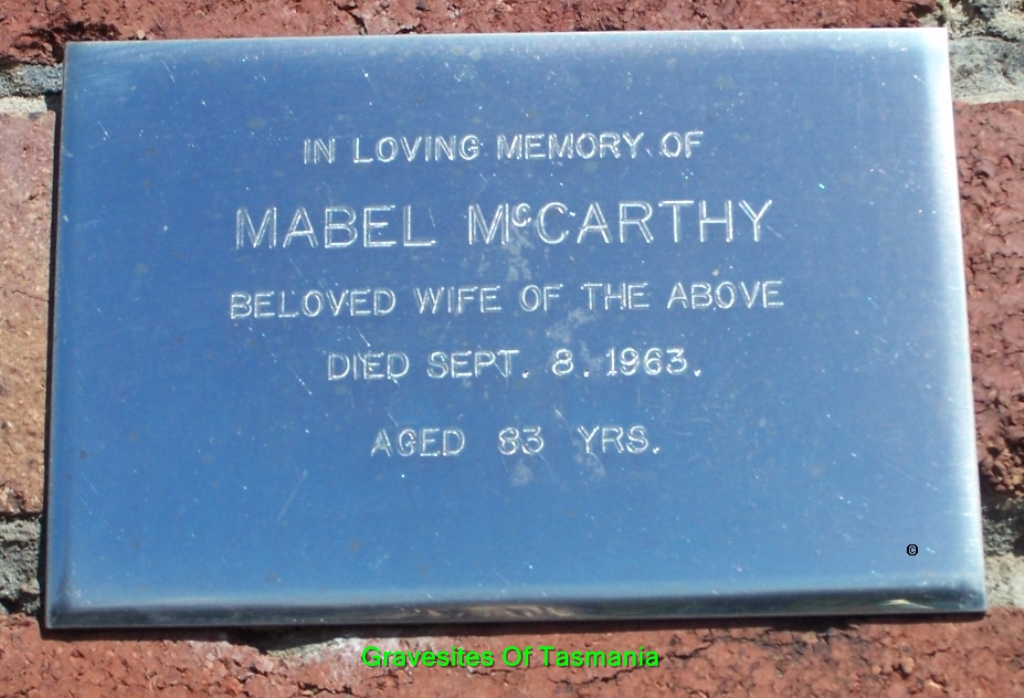 IN LOVING MEMORY OF
MABEL McCARTHY
BELOVED WIFE OF THE ABOVE
DIED SEPT. 8. 1963.
AGED 83 YRS.
©
Gravesites Of Tasmania